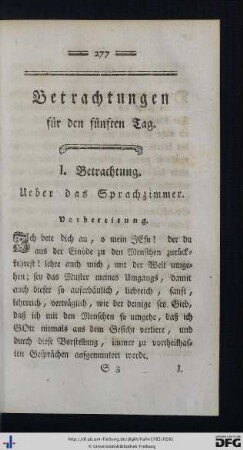 277
Betrachtungen
für den fünften Tag.
I. Betrachtung.
Ueber das Sprachzimmer.
Vorbereitung.
Ich bete dich an, o mein JEsu! der du
aus der Einöde zu den Menschen zurück-
kehrest! lehre auch mich, mit der Welt umge-
hen; sey das Muster meines Umgangs, damit
auch dieser so auferbäulich, liebreich, sanft,
lehrreich, verträglich, wie der deinige sey. Gieb,
daß ich mit den Menschen so umgehe, daß ich
GOtt niemals aus dem Gesicht verliere, und
durch diese Vorstellung, immer zu vortheilhaf-
ten Gesprächen aufgemuntert werde.
S 3 I.
© Universitätsbibliothek Freiburg